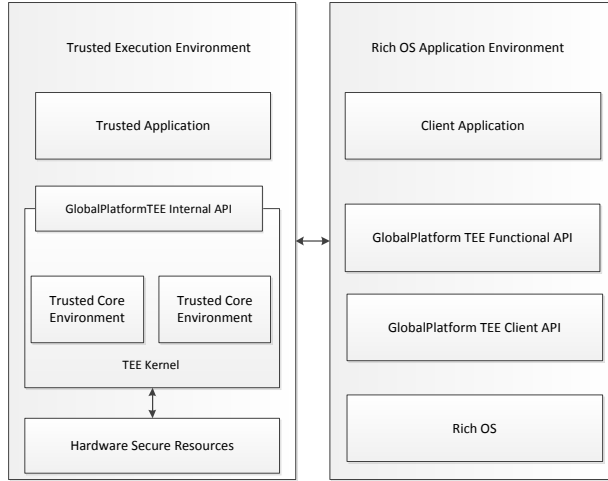 Trusted Execution Environment
Trusted Application
GlobalPlatformTEE Internal API
Trusted Core
Environment
Trusted Core
Environment
TEE Kernel
Hardware Secure Resources
Rich OS Application Environment
Client Application
GlobalPlatform TEE Functional API
GlobalPlatform TEE Client API
Rich OS